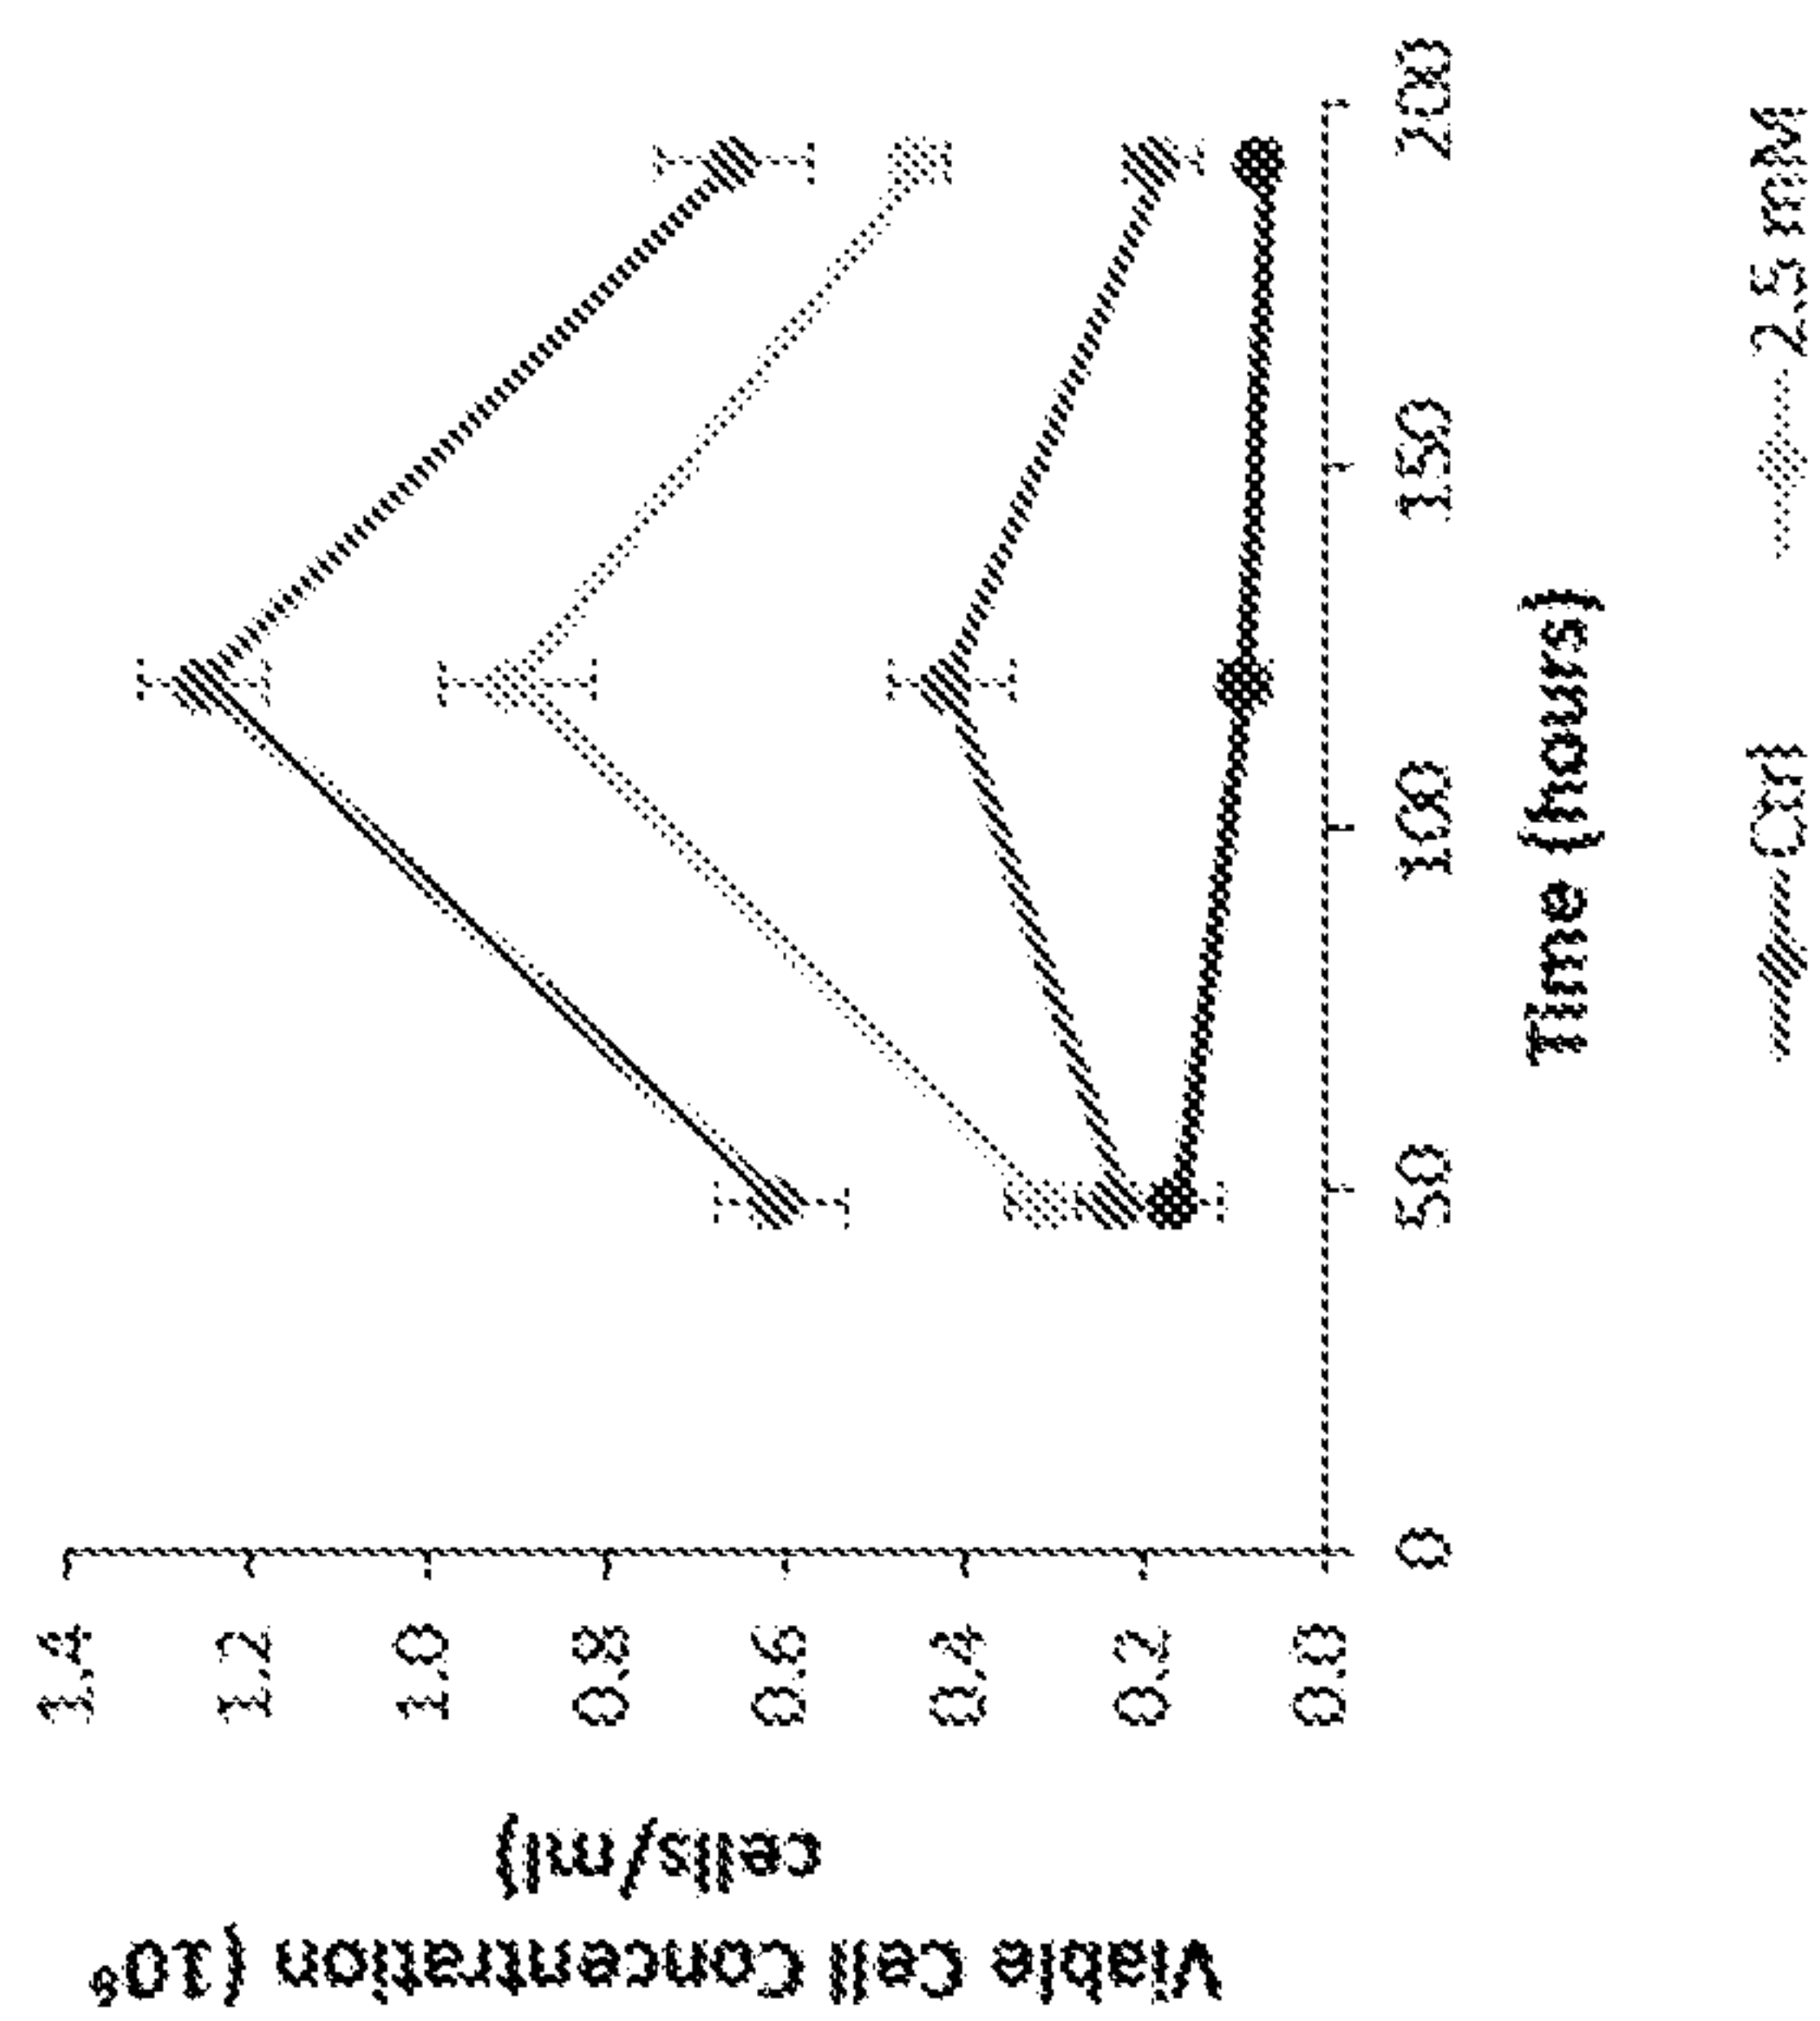 Viable Cell Concentration (10⁶
cells/ml)
1.4
1.2
1.0
0.8
0.6
0.4
0.2
0.0
0
50
100
150
200
Time (hours)
Ctrl
2.5 mM